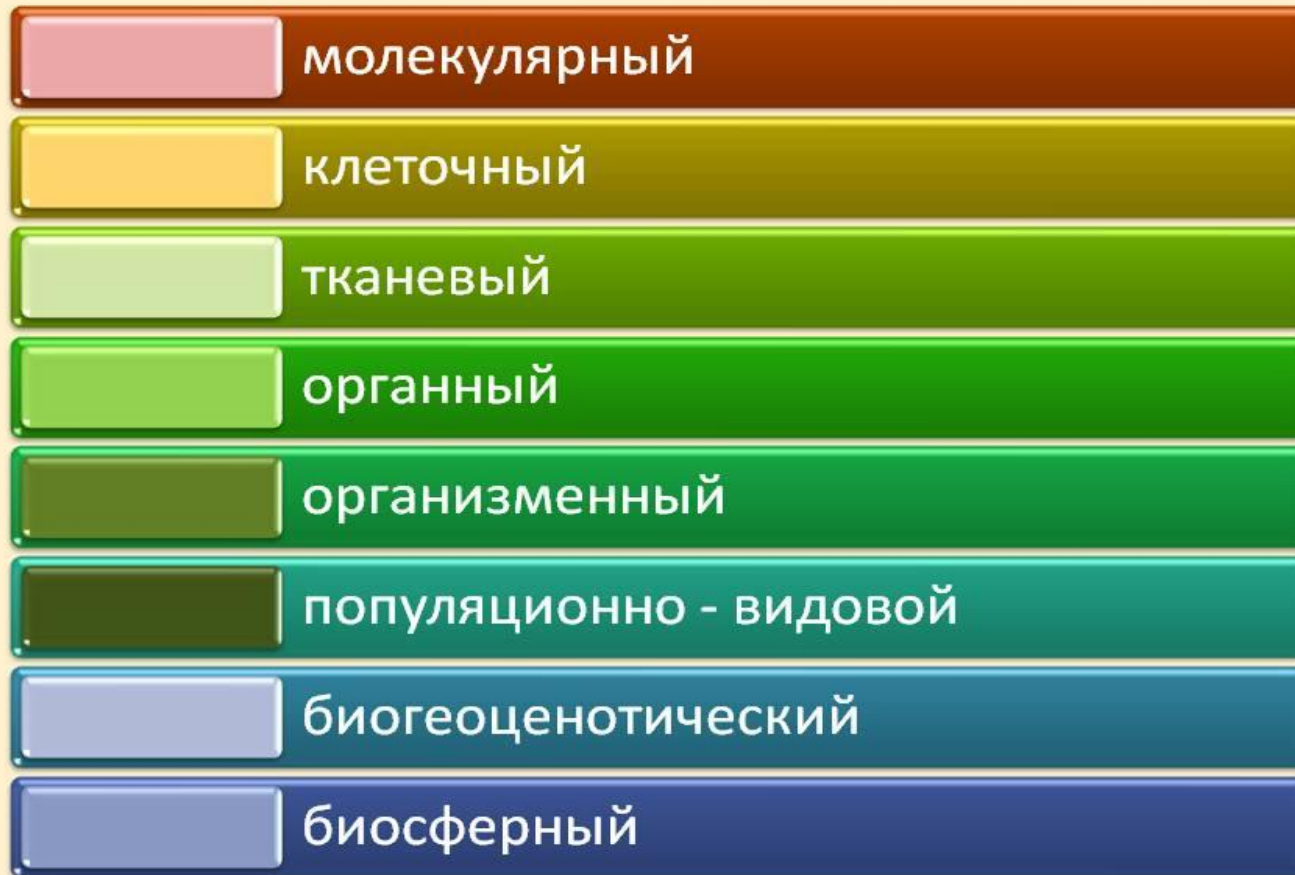 молекулярный
клеточный
тканевый
органный
организменный
популяционно - видовой
биогеоценотический
биосферный